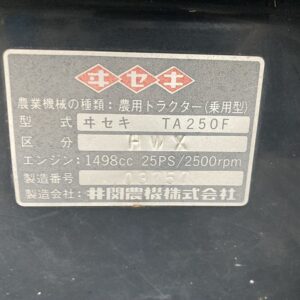 ヰセキ
農業機械の種類：農用トラクター(乗用型)
型式 ヰセキ TA250F
区分 HWX
エンジン：1498cc 25PS/2500rpm
製造番号
製造会社：井関農機株式会社